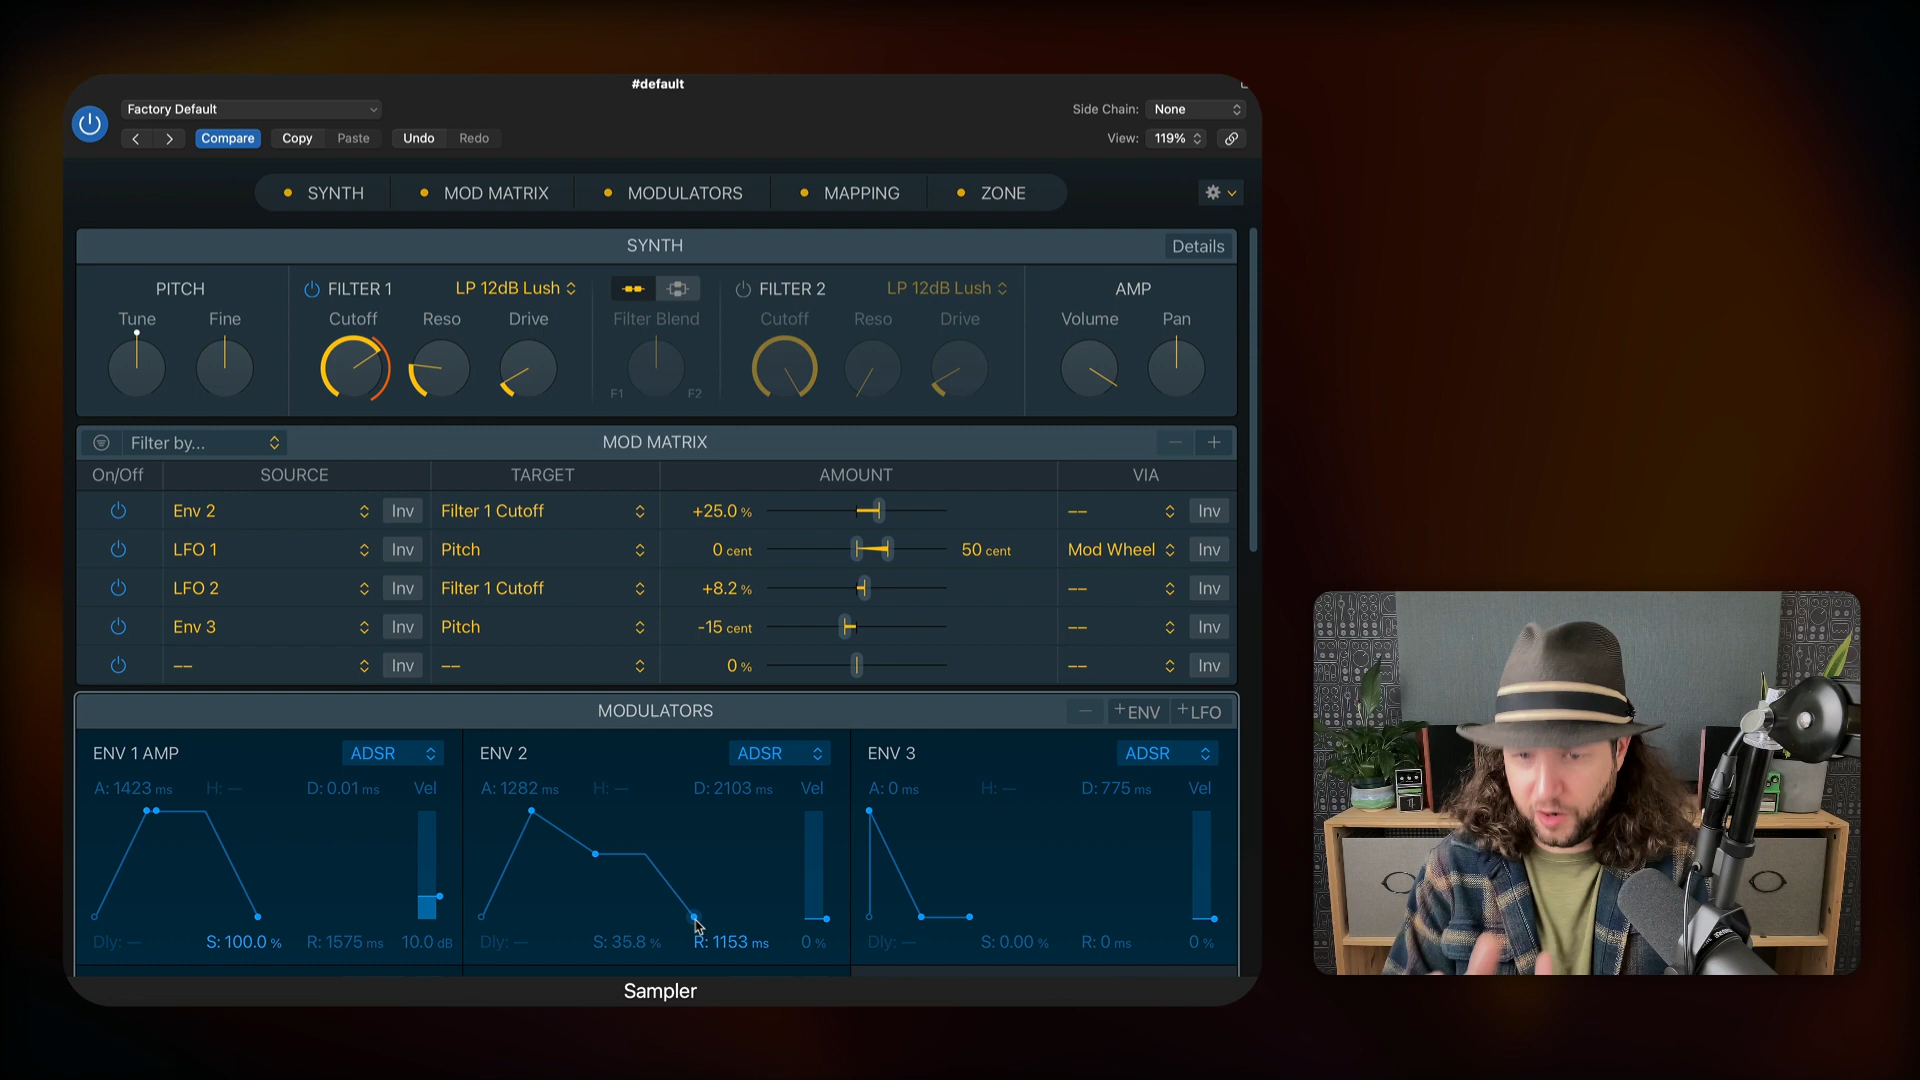 #default
Factory Default
Side Chain: None
Compare Copy Paste Undo Redo
View: 119%
SYNTH MOD MATRIX MODULATORS MAPPING ZONE
SYNTH Details
PITCH FILTER 1 LP 12dB Lush FILTER 2 LP 12dB Lush AMP
Tune Fine Cutoff Reso Drive Filter Blend Cutoff Reso Drive Volume Pan
F1 F2
Filter by... MOD MATRIX
On/Off SOURCE TARGET AMOUNT VIA
Env 2 Inv Filter 1 Cutoff +25.0 % -- Inv
LFO 1 Inv Pitch 0 cent 50 cent Mod Wheel Inv
LFO 2 Inv Filter 1 Cutoff +8.2 % -- Inv
Env 3 Inv Pitch -15 cent -- Inv
-- Inv -- 0 % -- Inv
MODULATORS +ENV +LFO
ENV 1 AMP ADSR ENV 2 ADSR ENV 3 ADSR
A: 1423 ms H: — D: 0.01 ms Vel A: 1282 ms H: — D: 2103 ms Vel A: 0 ms H: — D: 775 ms Vel
Dly: — S: 100.0 % R: 1575 ms 10.0 dB Dly: — S: 35.8 % R: 1153 ms 0 % Dly: — S: 0.00 % R: 0 ms 0 %
Sampler